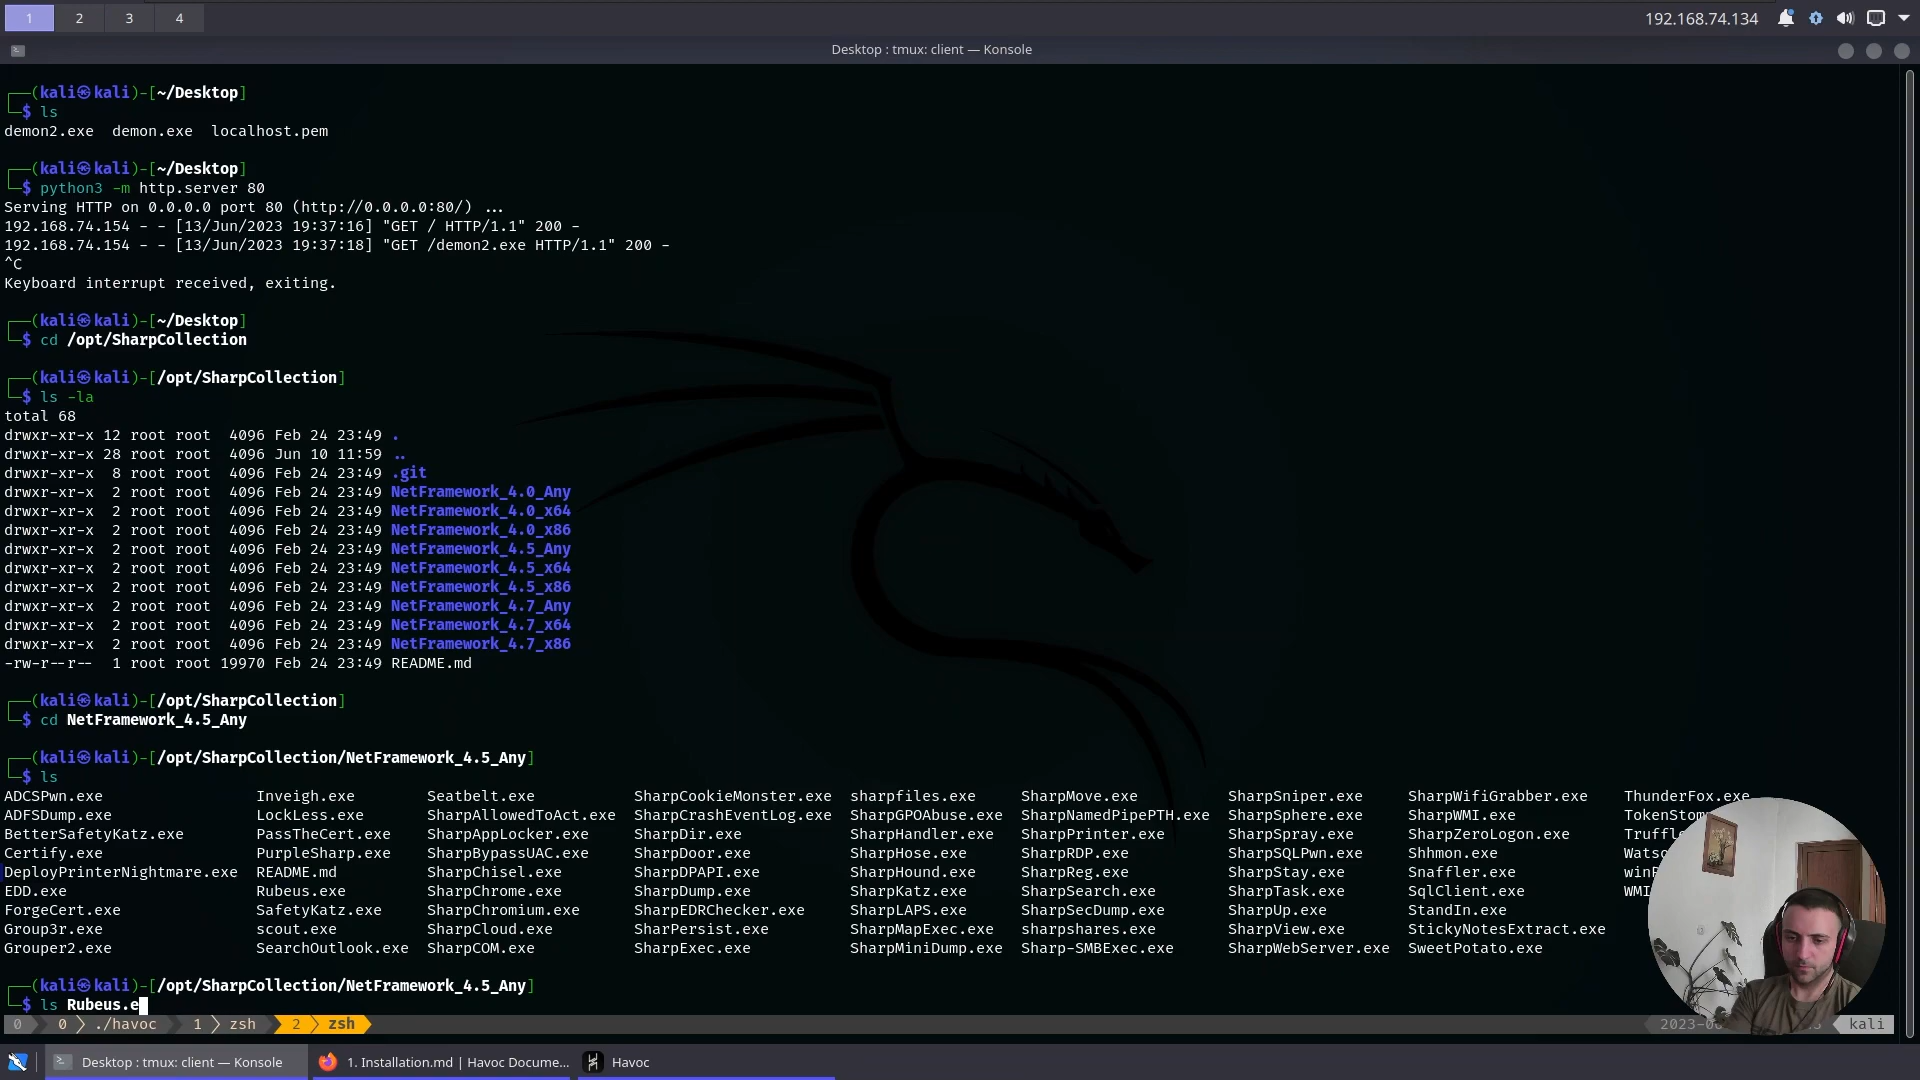 1 2 3 4 192.168.74.134
Desktop : tmux: client — Konsole
┌──(kali㉿kali)-[~/Desktop]
└─$ ls
demon2.exe  demon.exe  localhost.pem
┌──(kali㉿kali)-[~/Desktop]
└─$ python3 -m http.server 80
Serving HTTP on 0.0.0.0 port 80 (http://0.0.0.0:80/) ...
192.168.74.154 - - [13/Jun/2023 19:37:16] "GET / HTTP/1.1" 200 -
192.168.74.154 - - [13/Jun/2023 19:37:18] "GET /demon2.exe HTTP/1.1" 200 -
^C
Keyboard interrupt received, exiting.
┌──(kali㉿kali)-[~/Desktop]
└─$ cd /opt/SharpCollection
┌──(kali㉿kali)-[/opt/SharpCollection]
└─$ ls -la
total 68
drwxr-xr-x 12 root root  4096 Feb 24 23:49 .
drwxr-xr-x 28 root root  4096 Jun 10 11:59 ..
drwxr-xr-x  8 root root  4096 Feb 24 23:49 .git
drwxr-xr-x  2 root root  4096 Feb 24 23:49 NetFramework_4.0_Any
drwxr-xr-x  2 root root  4096 Feb 24 23:49 NetFramework_4.0_x64
drwxr-xr-x  2 root root  4096 Feb 24 23:49 NetFramework_4.0_x86
drwxr-xr-x  2 root root  4096 Feb 24 23:49 NetFramework_4.5_Any
drwxr-xr-x  2 root root  4096 Feb 24 23:49 NetFramework_4.5_x64
drwxr-xr-x  2 root root  4096 Feb 24 23:49 NetFramework_4.5_x86
drwxr-xr-x  2 root root  4096 Feb 24 23:49 NetFramework_4.7_Any
drwxr-xr-x  2 root root  4096 Feb 24 23:49 NetFramework_4.7_x64
drwxr-xr-x  2 root root  4096 Feb 24 23:49 NetFramework_4.7_x86
-rw-r--r--  1 root root 19970 Feb 24 23:49 README.md
┌──(kali㉿kali)-[/opt/SharpCollection]
└─$ cd NetFramework_4.5_Any
┌──(kali㉿kali)-[/opt/SharpCollection/NetFramework_4.5_Any]
└─$ ls
ADCSPwn.exe Inveigh.exe Seatbelt.exe SharpCookieMonster.exe sharpfiles.exe SharpMove.exe SharpSniper.exe SharpWifiGrabber.exe ThunderFox.exe
ADFSDump.exe LockLess.exe SharpAllowedToAct.exe SharpCrashEventLog.exe SharpGPOAbuse.exe SharpNamedPipePTH.exe SharpSphere.exe SharpWMI.exe TokenStom
BetterSafetyKatz.exe PassTheCert.exe SharpAppLocker.exe SharpDir.exe SharpHandler.exe SharpPrinter.exe SharpSpray.exe SharpZeroLogon.exe Truffl
Certify.exe PurpleSharp.exe SharpBypassUAC.exe SharpDoor.exe SharpHose.exe SharpRDP.exe SharpSQLPwn.exe Shhmon.exe Wats
DeployPrinterNightmare.exe README.md SharpChisel.exe SharpDPAPI.exe SharpHound.exe SharpReg.exe SharpStay.exe Snaffler.exe win
EDD.exe Rubeus.exe SharpChrome.exe SharpDump.exe SharpKatz.exe SharpSearch.exe SharpTask.exe SqlClient.exe WMI
ForgeCert.exe SafetyKatz.exe SharpChromium.exe SharpEDRChecker.exe SharpLAPS.exe SharpSecDump.exe SharpUp.exe StandIn.exe
Group3r.exe scout.exe SharpCloud.exe SharpPersist.exe SharpMapExec.exe sharpshares.exe SharpView.exe StickyNotesExtract.exe
Grouper2.exe SearchOutlook.exe SharpCOM.exe SharpExec.exe SharpMiniDump.exe Sharp-SMBExec.exe SharpWebServer.exe SweetPotato.exe
┌──(kali㉿kali)-[/opt/SharpCollection/NetFramework_4.5_Any]
└─$ ls Rubeus.e
0 0 ./havoc 1 zsh 2 zsh kali
Desktop : tmux: client — Konsole 1. Installation.md | Havoc Docume... Havoc